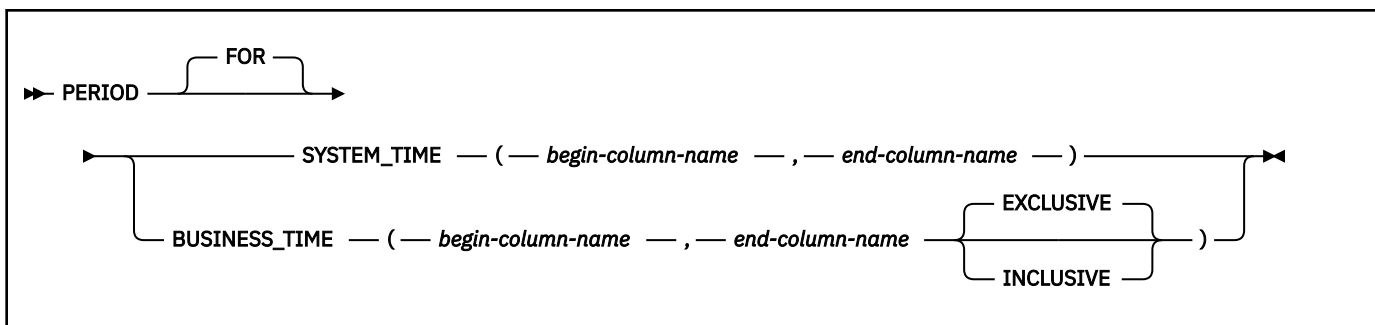 FOR
PERIOD
SYSTEM_TIME ( begin-column-name , end-column-name )
EXCLUSIVE
BUSINESS_TIME ( begin-column-name , end-column-name )
INCLUSIVE